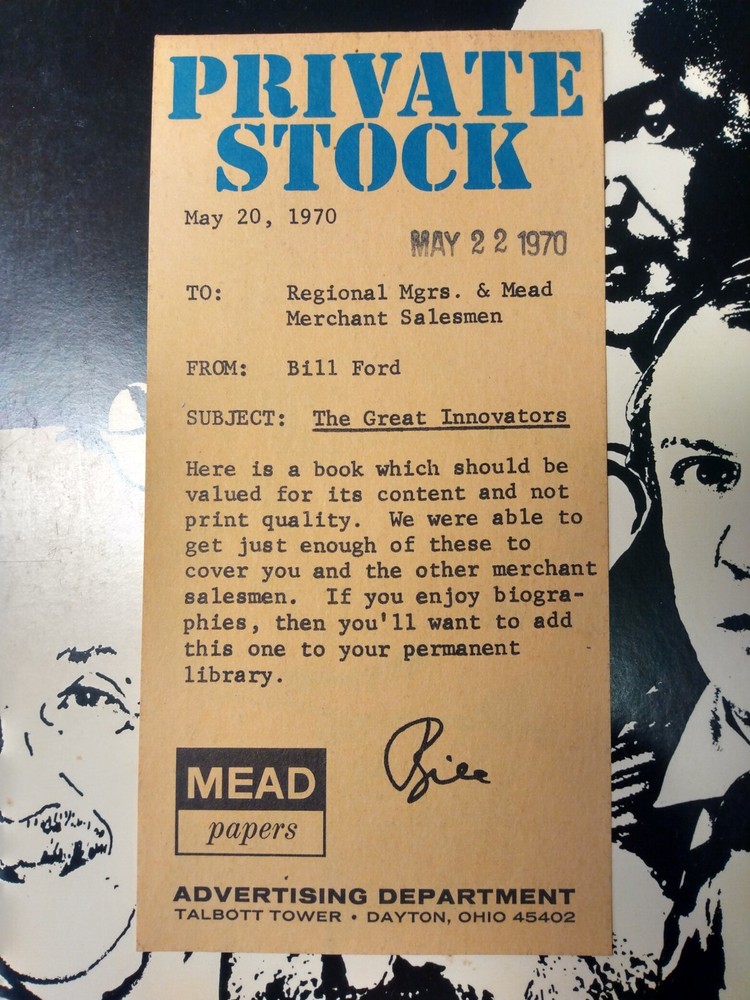 PRIVATE
STOCK
May 20, 1970
MAY 22 1970
TO: Regional Mgrs. & Mead
Merchant Salesmen
FROM: Bill Ford
SUBJECT: The Great Innovators
Here is a book which should be
valued for its content and not
print quality. We were able to
get just enough of these to
cover you and the other merchant
salesmen. If you enjoy biogra-
phies, then you'll want to add
this one to your permanent
library.
Bill
MEAD
papers
ADVERTISING DEPARTMENT
TALBOTT TOWER • DAYTON, OHIO 45402